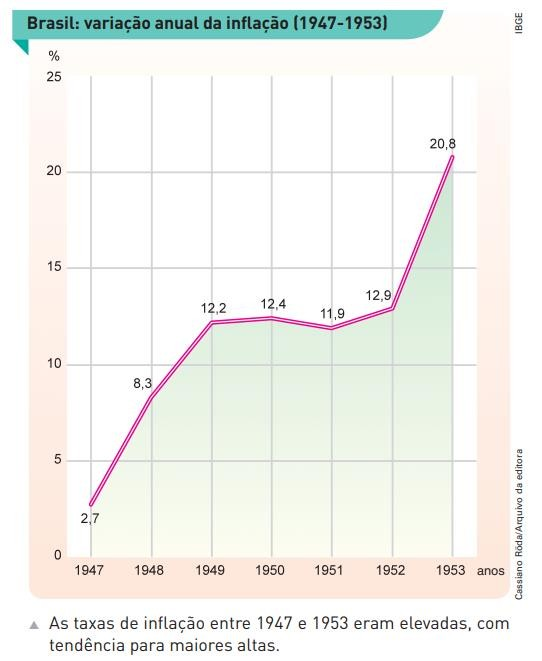 Brasil: variação anual da inflação (1947-1953)
IBGE
%
25
20
15
10
5
0
2,7
8,3
12,2
12,4
11,9
12,9
20,8
1947 1948 1949 1950 1951 1952 1953 anos
Cassiano Röda/Arquivo da editora
▲ As taxas de inflação entre 1947 e 1953 eram elevadas, com
tendência para maiores altas.